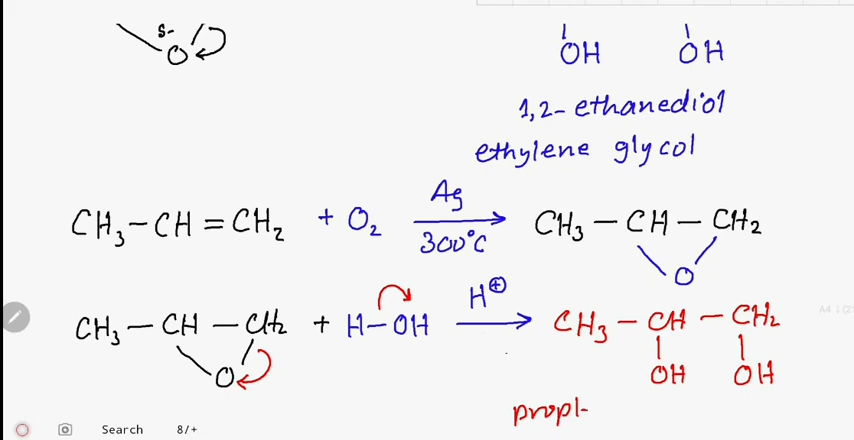 δ-
O
OH OH
1,2-ethanediol
ethylene glycol
CH₃-CH=CH₂ + O₂ Ag 300°C CH₃-CH-CH₂
O
CH₃-CH-CH₂ + H-OH H⊕ CH₃-CH-CH₂
O OH OH
propl-
A4
Search 8/+